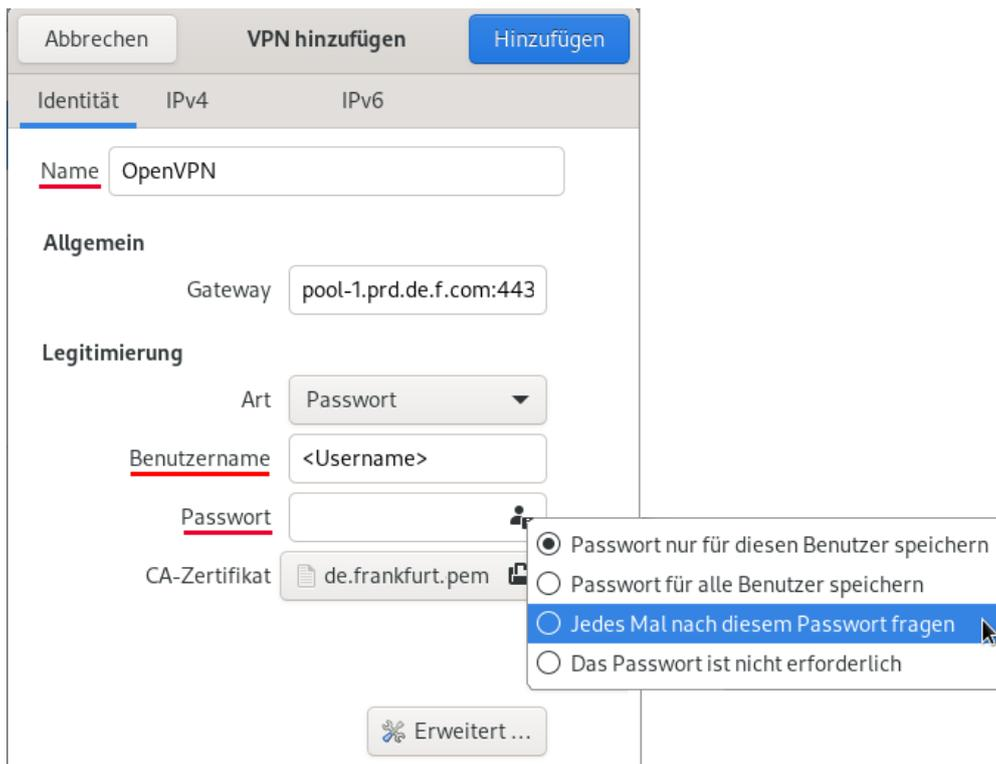 Abbrechen VPN hinzufügen Hinzufügen
Identität IPv4 IPv6
Name OpenVPN
Allgemein
Gateway pool-1.prd.de.f.com:443
Legitimierung
Art Passwort
Benutzername <Username>
Passwort
Passwort nur für diesen Benutzer speichern
CA-Zertifikat de.frankfurt.pem
Passwort für alle Benutzer speichern
Jedes Mal nach diesem Passwort fragen
Das Passwort ist nicht erforderlich
Erweitert ...